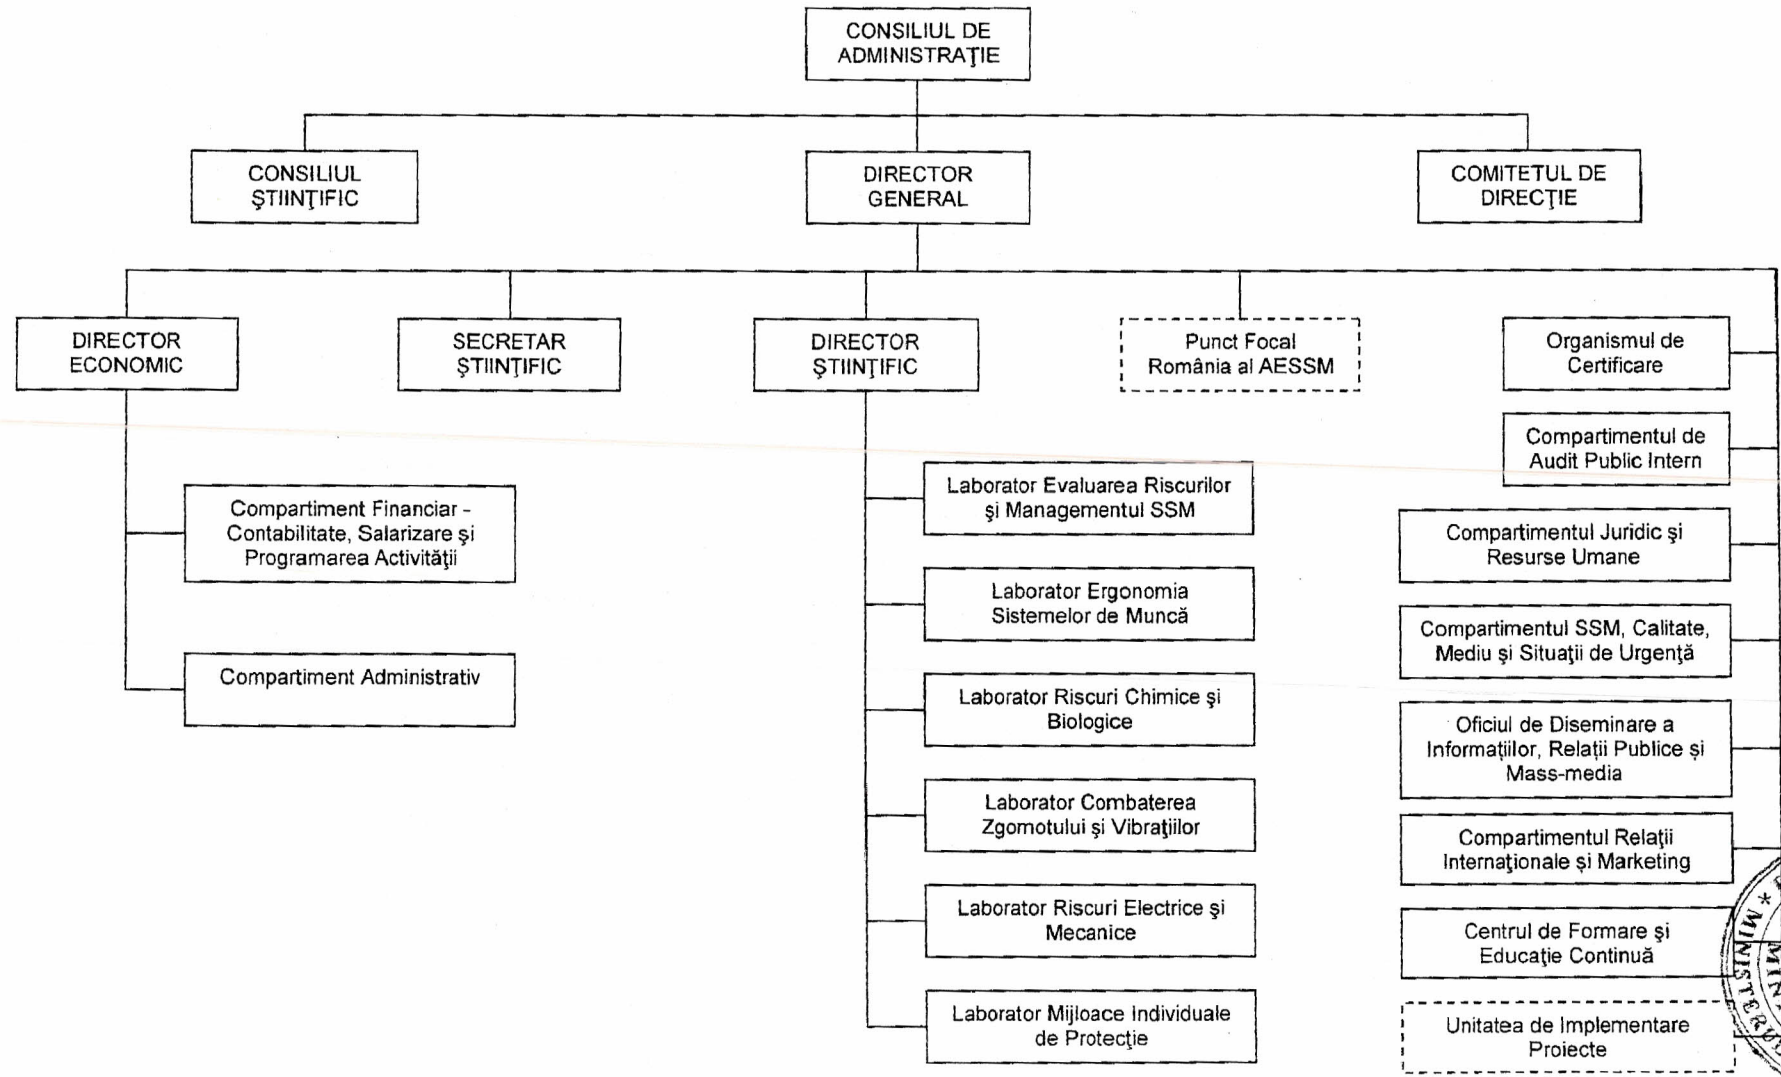 CONSILIUL DE
ADMINISTRAŢIE
CONSILIUL
ŞTIINŢIFIC
DIRECTOR
GENERAL
COMITETUL DE
DIRECŢIE
DIRECTOR
ECONOMIC
SECRETAR
ŞTIINŢIFIC
DIRECTOR
ŞTIINŢIFIC
Punct Focal
România al AESSM
Organismul de
Certificare
Compartimentul de
Audit Public Intern
Compartimentul Juridic şi
Resurse Umane
Compartimentul SSM, Calitate,
Mediu şi Situaţii de Urgenţă
Oficiul de Diseminare a
Informațiilor, Relații Publice și
Mass-media
Compartimentul Relaţii
Internaţionale şi Marketing
Centrul de Formare şi
Educaţie Continuă
Unitatea de Implementare
Proiecte
Compartiment Financiar -
Contabilitate, Salarizare şi
Programarea Activităţii
Compartiment Administrativ
Laborator Evaluarea Riscurilor
şi Managementul SSM
Laborator Ergonomia
Sistemelor de Muncă
Laborator Riscuri Chimice şi
Biologice
Laborator Combaterea
Zgomotului şi Vibraţiilor
Laborator Riscuri Electrice şi
Mecanice
Laborator Mijloace Individuale
de Protecţie